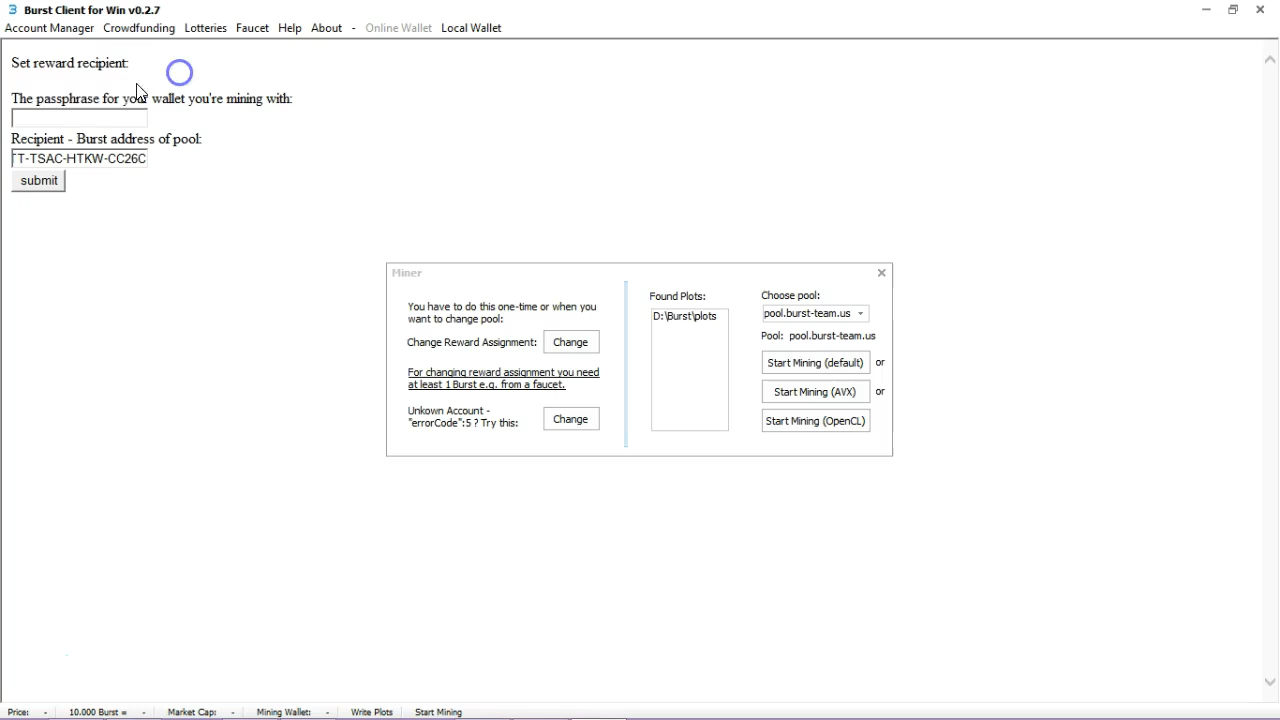 Burst Client for Win v0.2.7
Account Manager Crowdfunding Lotteries Faucet Help About - Online Wallet Local Wallet
Set reward recipient:
The passphrase for your wallet you're mining with:
Recipient - Burst address of pool:
T-TSAC-HTKW-CC26C
submit
Miner
You have to do this one-time or when you
want to change pool:
Change Reward Assignment: Change
For changing reward assignment you need
at least 1 Burst e.g. from a faucet.
Unkown Account -
"errorCode":5 ? Try this: Change
Found Plots:
D:\Burst\plots
Choose pool:
pool.burst-team.us
Pool: pool.burst-team.us
Start Mining (default) or
Start Mining (AVX) or
Start Mining (OpenCL)
Price: - 10.000 Burst = - Market Cap: - Mining Wallet: - Write Plots Start Mining